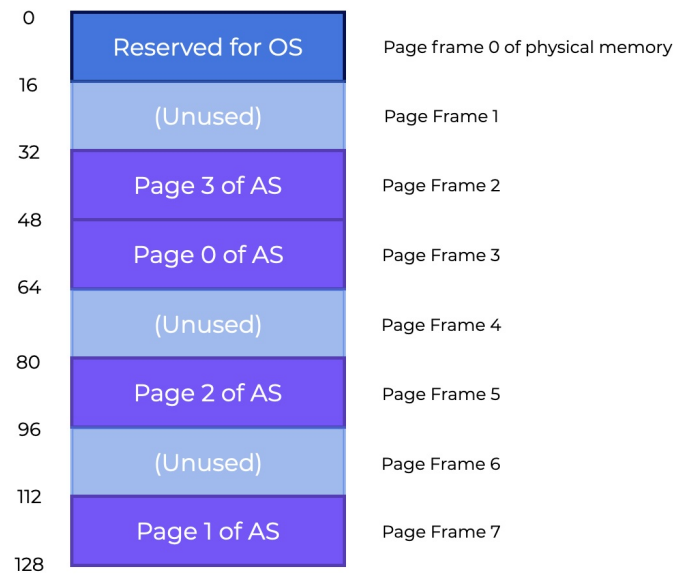 0
Reserved for OS
Page frame 0 of physical memory
16
(Unused)
Page Frame 1
32
Page 3 of AS
Page Frame 2
48
Page 0 of AS
Page Frame 3
64
(Unused)
Page Frame 4
80
Page 2 of AS
Page Frame 5
96
(Unused)
Page Frame 6
112
Page 1 of AS
Page Frame 7
128